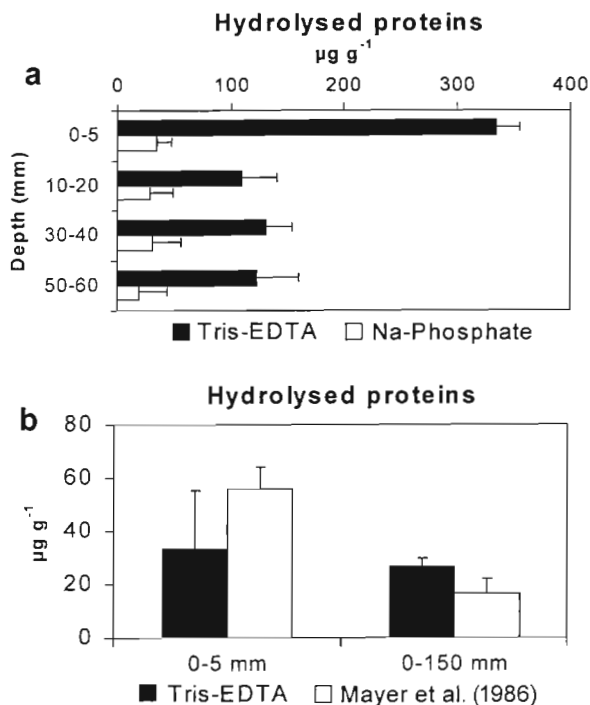 Hydrolysed proteins
µg g⁻¹
a
0 100 200 300 400
Depth (mm)
0-5
10-20
30-40
50-60
Tris-EDTA Na-Phosphate
Hydrolysed proteins
b
µg g⁻¹
80
60
40
20
0
0-5 mm 0-150 mm
Tris-EDTA Mayer et al. (1986)